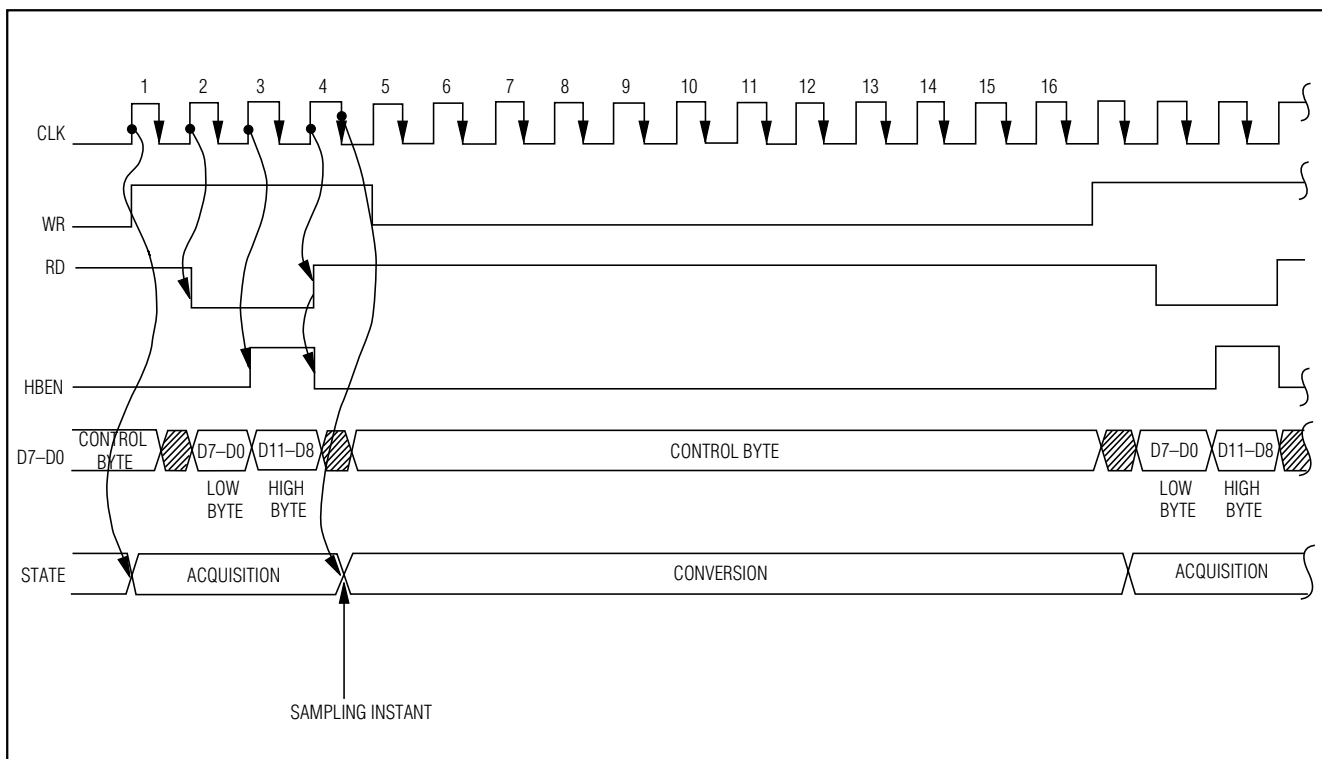 1 2 3 4 5 6 7 8 9 10 11 12 13 14 15 16
CLK
WR
RD
HBEN
D7–D0
CONTROL
BYTE
D7–D0
D11–D8
CONTROL BYTE
D7–D0
D11–D8
LOW
BYTE
HIGH
BYTE
LOW
BYTE
HIGH
BYTE
STATE
ACQUISITION
CONVERSION
ACQUISITION
SAMPLING INSTANT